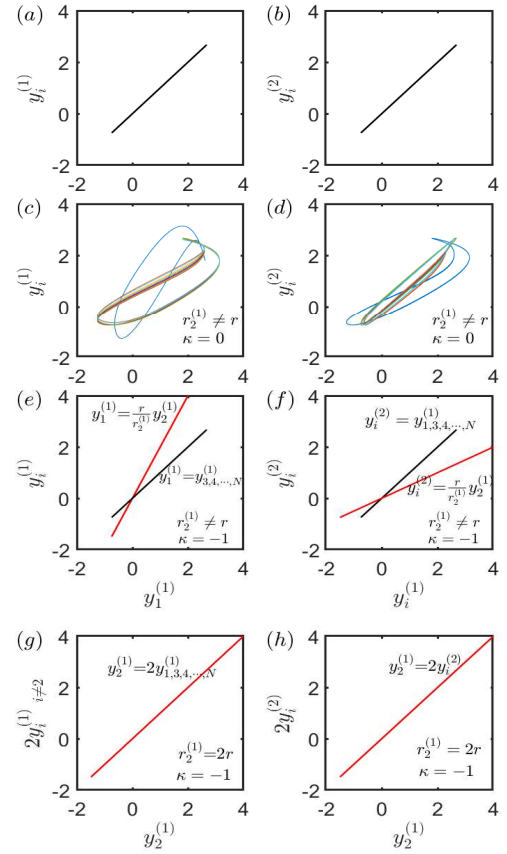 (a) (b)
y_i^{(1)} y_i^{(2)}
4 2 0 -2
4 2 0 -2
-2 0 2 4
-2 0 2 4
(c) (d)
y_i^{(1)} y_i^{(2)}
4 2 0 -2
4 2 0 -2
r_2^{(1)} ≠ r
κ = 0
r_2^{(1)} ≠ r
κ = 0
-2 0 2 4
-2 0 2 4
(e) (f)
y_i^{(1)} y_i^{(2)}
4 2 0 -2
4 2 0 -2
y_1^{(1)}=\frac{r}{r_2^{(1)}}y_2^{(1)}
y_1^{(1)}=y_{3,4,⋯,N}^{(1)}
r_2^{(1)} ≠ r
κ = −1
y_i^{(2)} = y_{1,3,4,⋯,N}^{(1)}
y_i^{(2)}=\frac{r}{r_2^{(1)}}y_2^{(1)}
r_2^{(1)} ≠ r
κ = −1
-2 0 2 4
-2 0 2 4
y_1^{(1)} y_i^{(1)}
(g) (h)
2y_i^{(1)} i≠2
2y_i^{(2)}
4 2 0 -2
4 2 0 -2
y_2^{(1)}=2y_{1,3,4,⋯,N}^{(1)}
r_2^{(1)}=2r
κ = −1
y_2^{(1)}=2y_i^{(2)}
r_2^{(1)} = 2r
κ = −1
-2 0 2 4
-2 0 2 4
y_2^{(1)} y_2^{(1)}